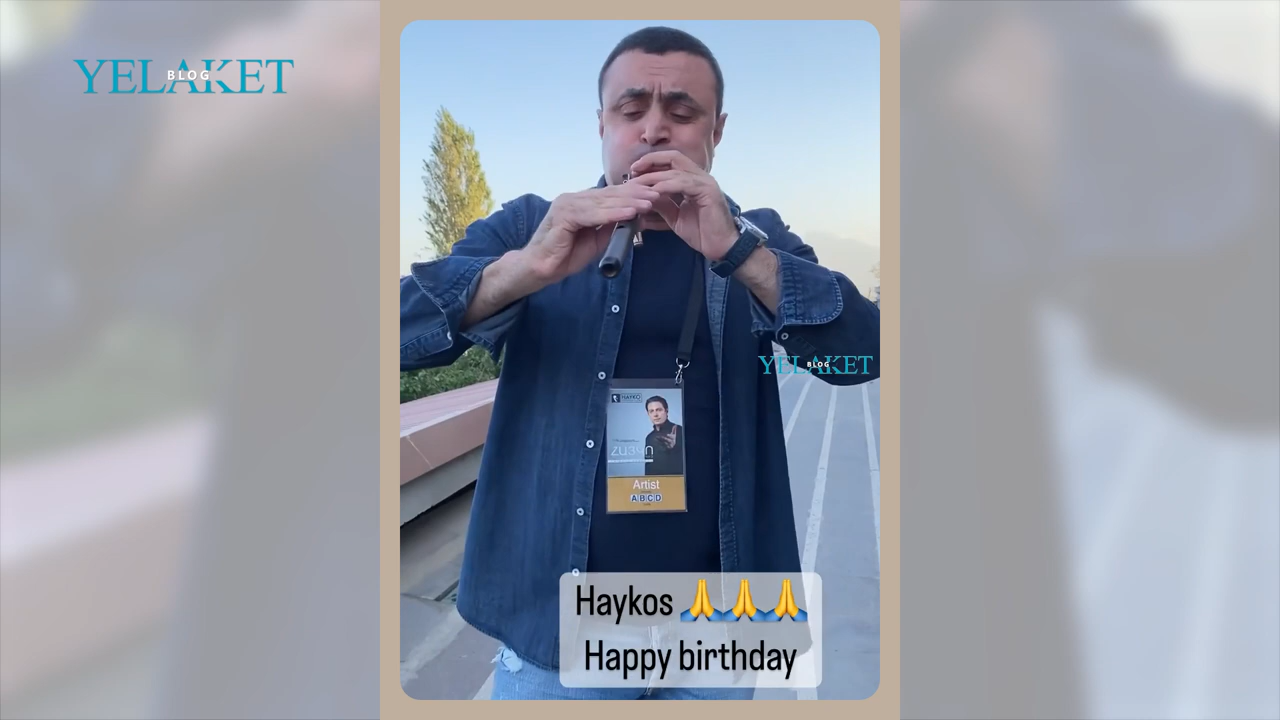 YELAKET
BLOG
YELAKET
BLOG
HAYKO
Artist
ABCD
Haykos 🙏🙏🙏
Happy birthday